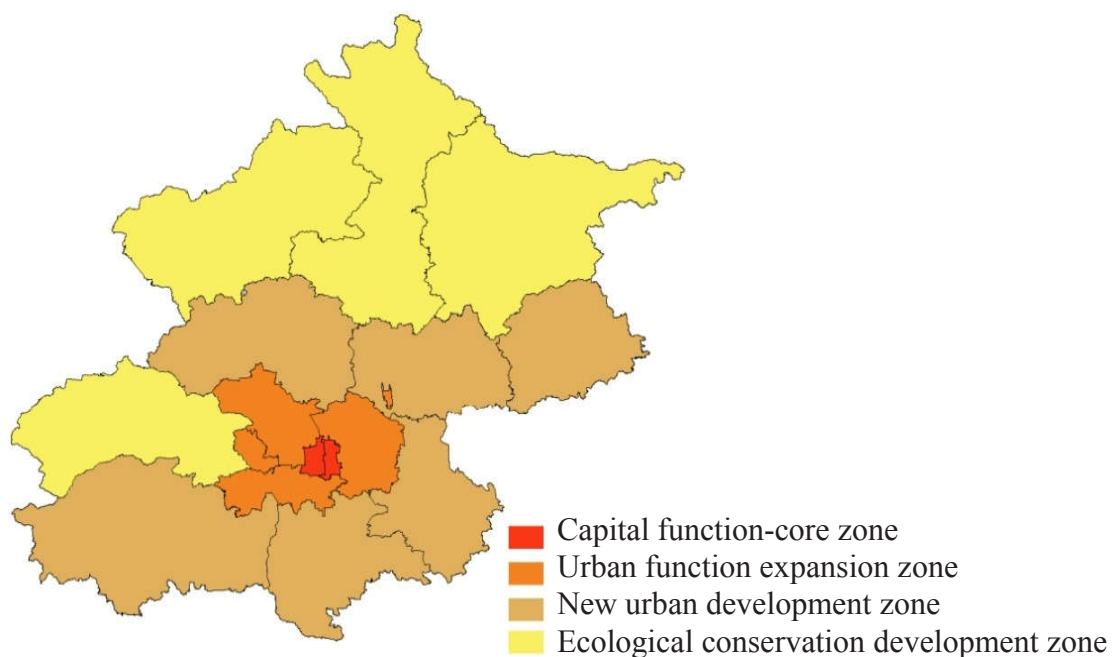 Capital function-core zone
Urban function expansion zone
New urban development zone
Ecological conservation development zone